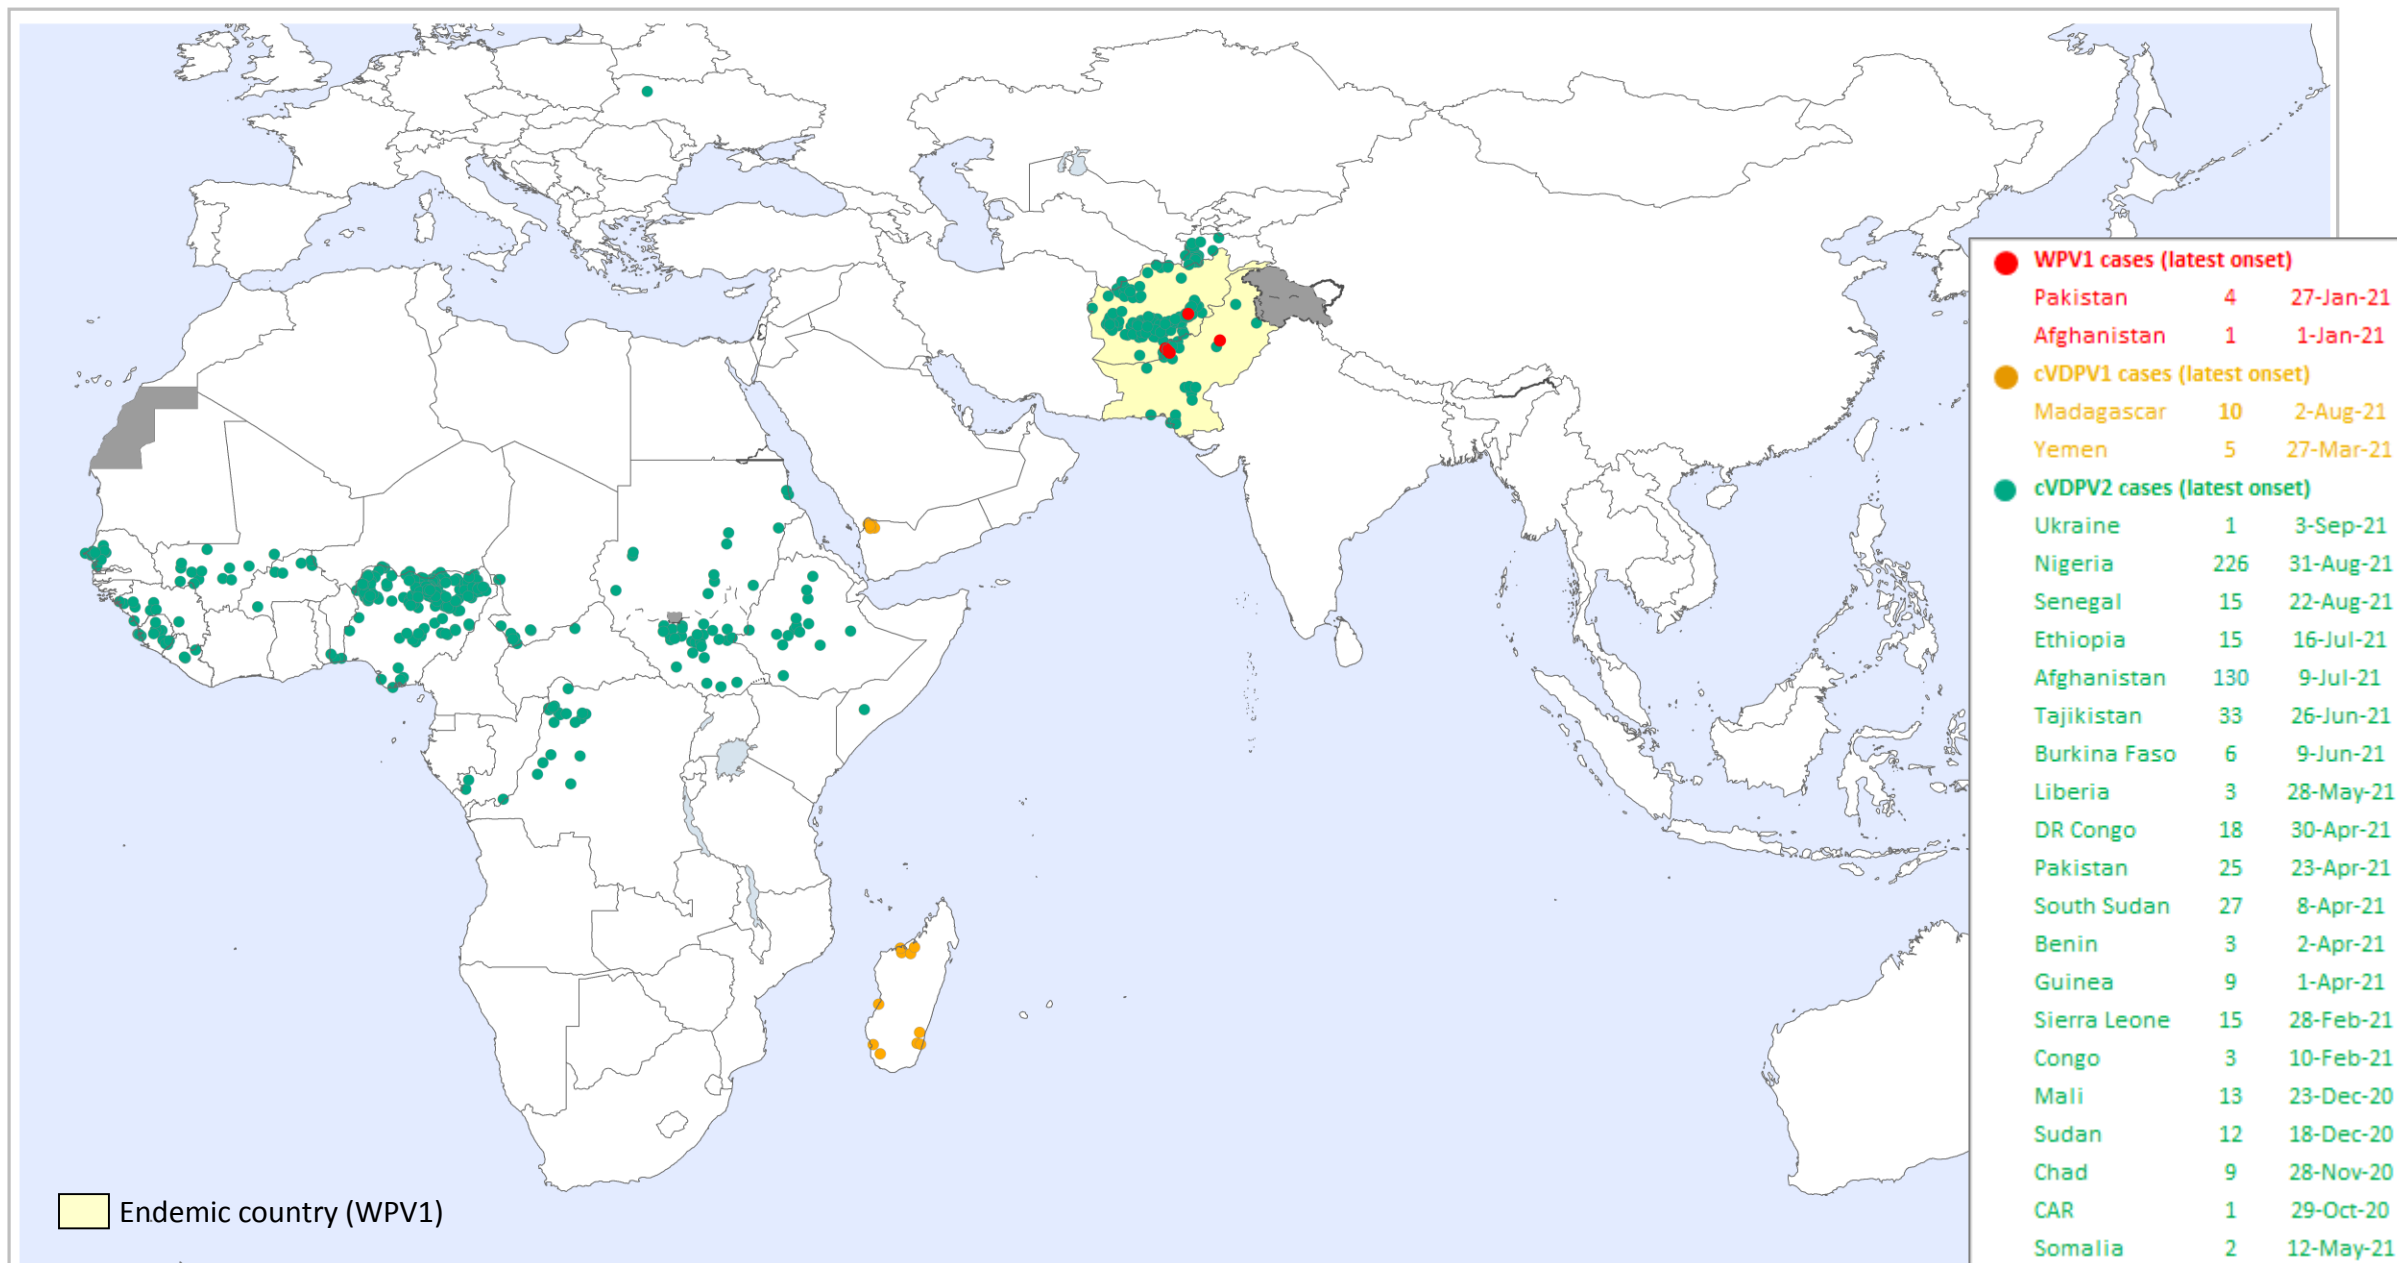 WPV1 cases (latest onset)
Pakistan 4 27-Jan-21
Afghanistan 1 1-Jan-21
cVDPV1 cases (latest onset)
Madagascar 10 2-Aug-21
Yemen 5 27-Mar-21
cVDPV2 cases (latest onset)
Ukraine 1 3-Sep-21
Nigeria 226 31-Aug-21
Senegal 15 22-Aug-21
Ethiopia 15 16-Jul-21
Afghanistan 130 9-Jul-21
Tajikistan 33 26-Jun-21
Burkina Faso 6 9-Jun-21
Liberia 3 28-May-21
DR Congo 18 30-Apr-21
Pakistan 25 23-Apr-21
South Sudan 27 8-Apr-21
Benin 3 2-Apr-21
Guinea 9 1-Apr-21
Sierra Leone 15 28-Feb-21
Congo 3 10-Feb-21
Mali 13 23-Dec-20
Sudan 12 18-Dec-20
Chad 9 28-Nov-20
CAR 1 29-Oct-20
Somalia 2 12-May-21
Endemic country (WPV1)